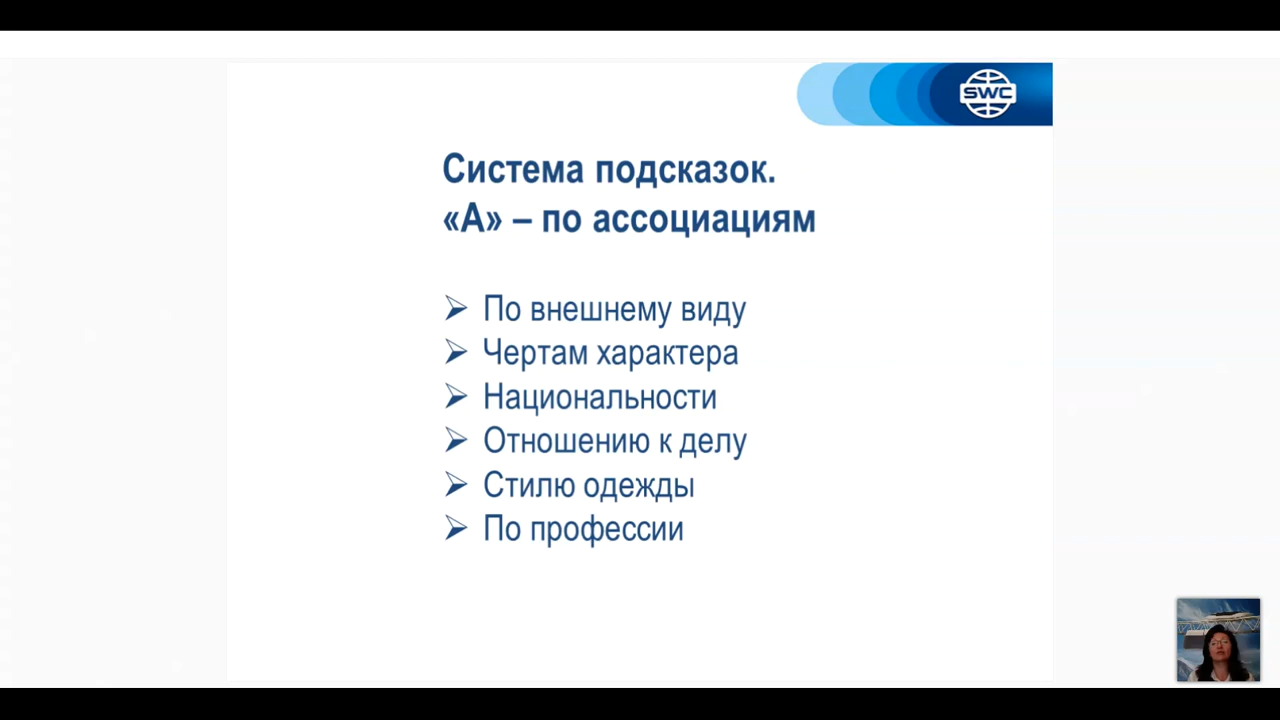 SWC
Система подсказок.
«А» – по ассоциациям
По внешнему виду
Чертам характера
Национальности
Отношению к делу
Стилю одежды
По профессии